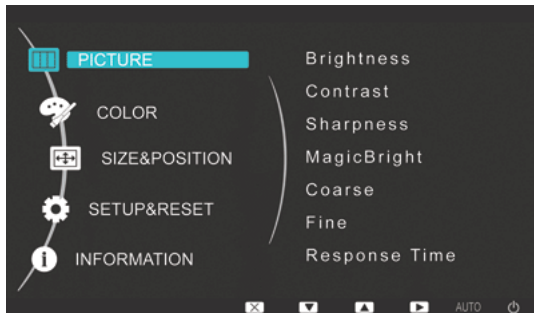 PICTURE
COLOR
SIZE&POSITION
SETUP&RESET
INFORMATION
Brightness
Contrast
Sharpness
MagicBright
Coarse
Fine
Response Time
AUTO